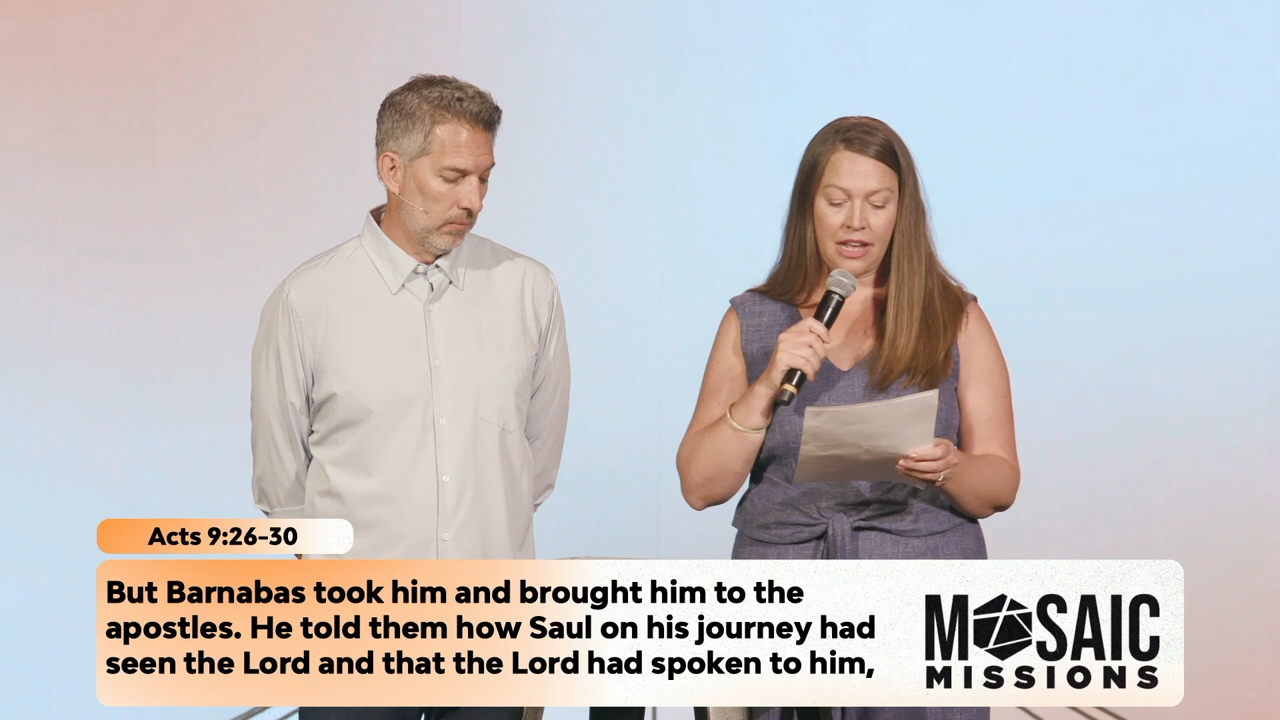 Acts 9:26-30
But Barnabas took him and brought him to the
apostles. He told them how Saul on his journey had
seen the Lord and that the Lord had spoken to him,
MOSAIC
MISSIONS